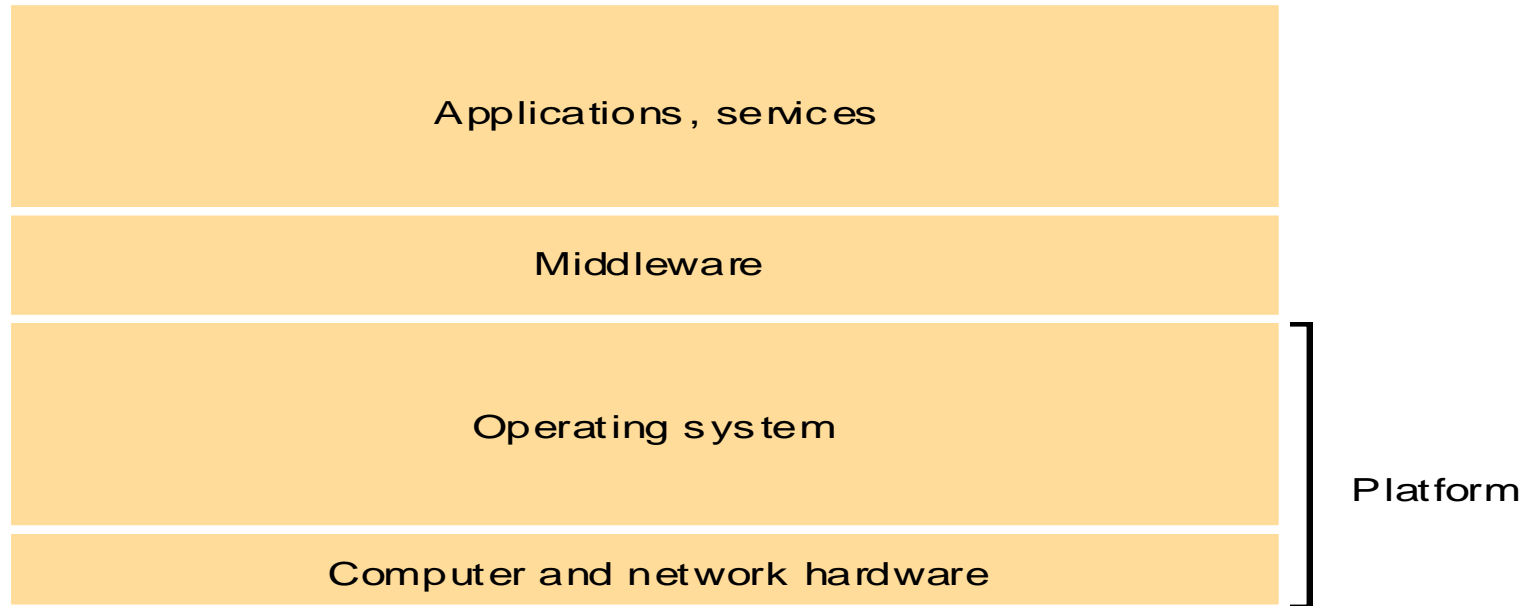 Applications, services
Middleware
Operating system
Platform
Computer and network hardware